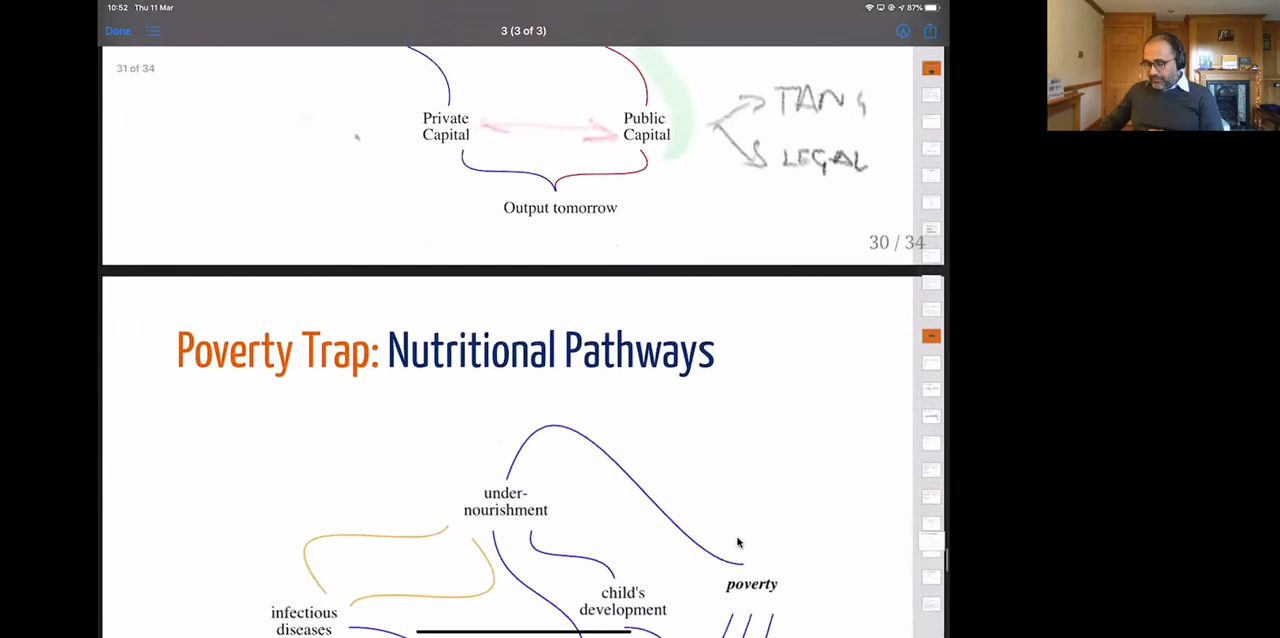 10:52 Thu 11 Mar
87%
Done
3 (3 of 3)
31 of 34
Private
Capital
Public
Capital
TANG
LEGAL
Output tomorrow
30 / 34
Poverty Trap: Nutritional Pathways
under-
nourishment
poverty
child's
development
infectious
diseases